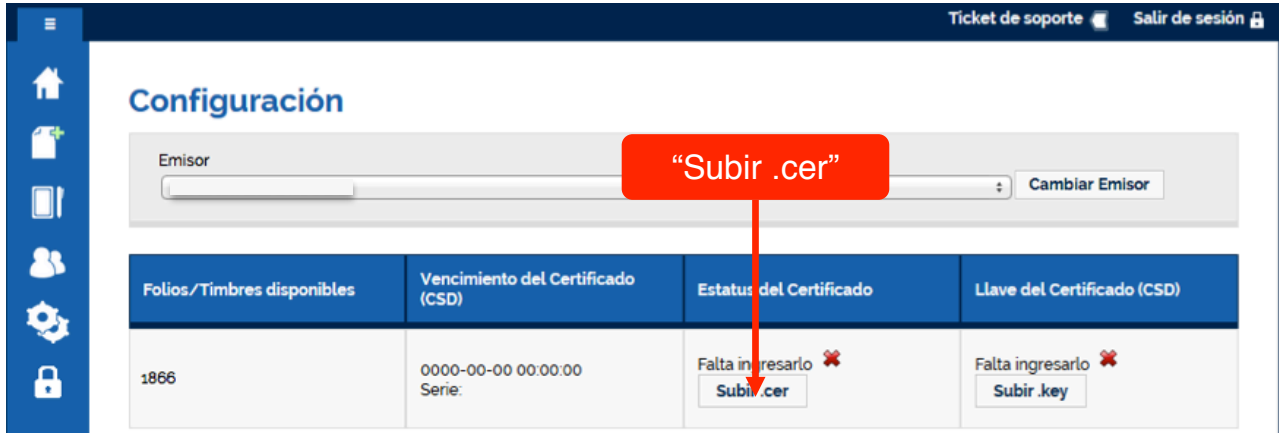 Ticket de soporte
Salir de sesión
Configuración
Emisor
“Subir .cer”
Cambiar Emisor
Folios/Timbres disponibles
Vencimiento del Certificado
(CSD)
Estatus del Certificado
Llave del Certificado (CSD)
1866
0000-00-00 00:00:00
Serie:
Falta ingresarlo
Subir .cer
Falta ingresarlo
Subir .key